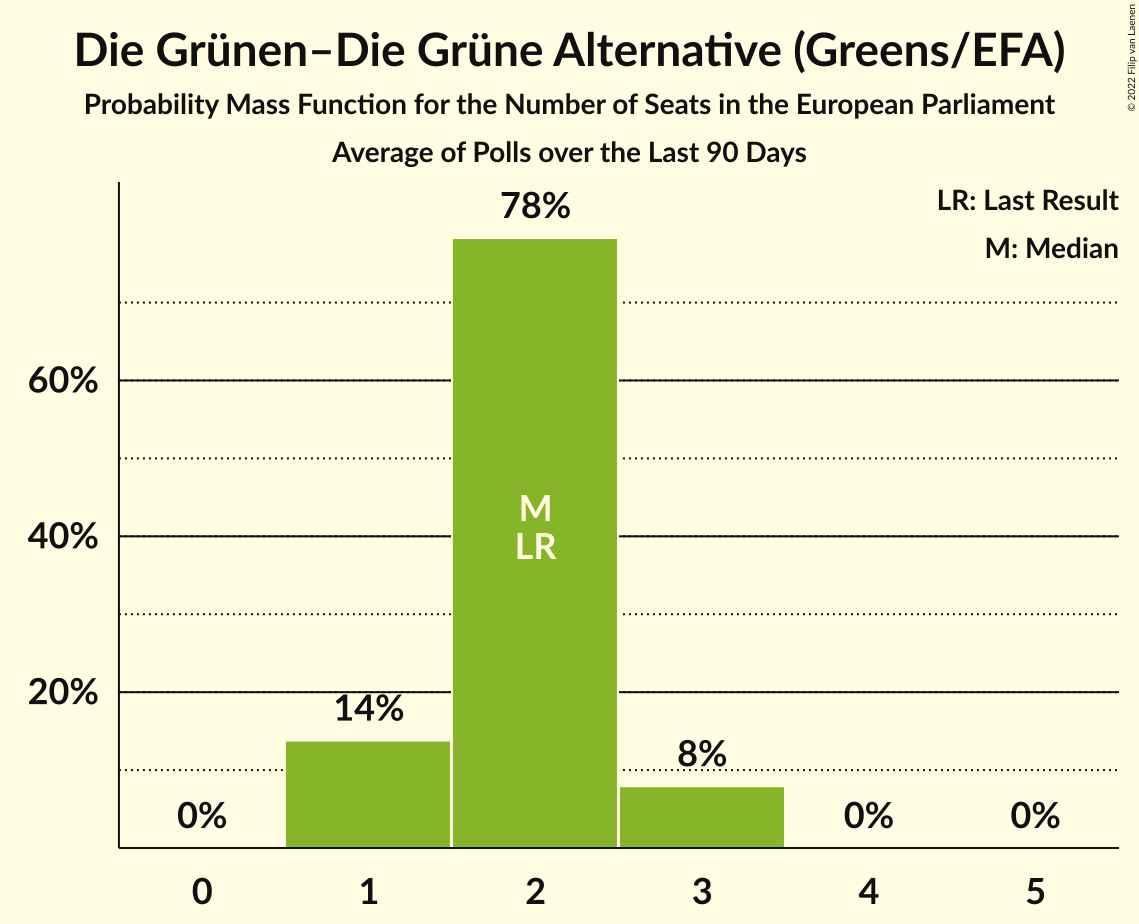 Die Grünen–Die Grüne Alternative (Greens/EFA)
Probability Mass Function for the Number of Seats in the European Parliament
Average of Polls over the Last 90 Days
© 2022 Filip van Laenen
LR: Last Result
M: Median
78%
60%
40%
20%
M
LR
14%
8%
0%
0%
0%
0 1 2 3 4 5